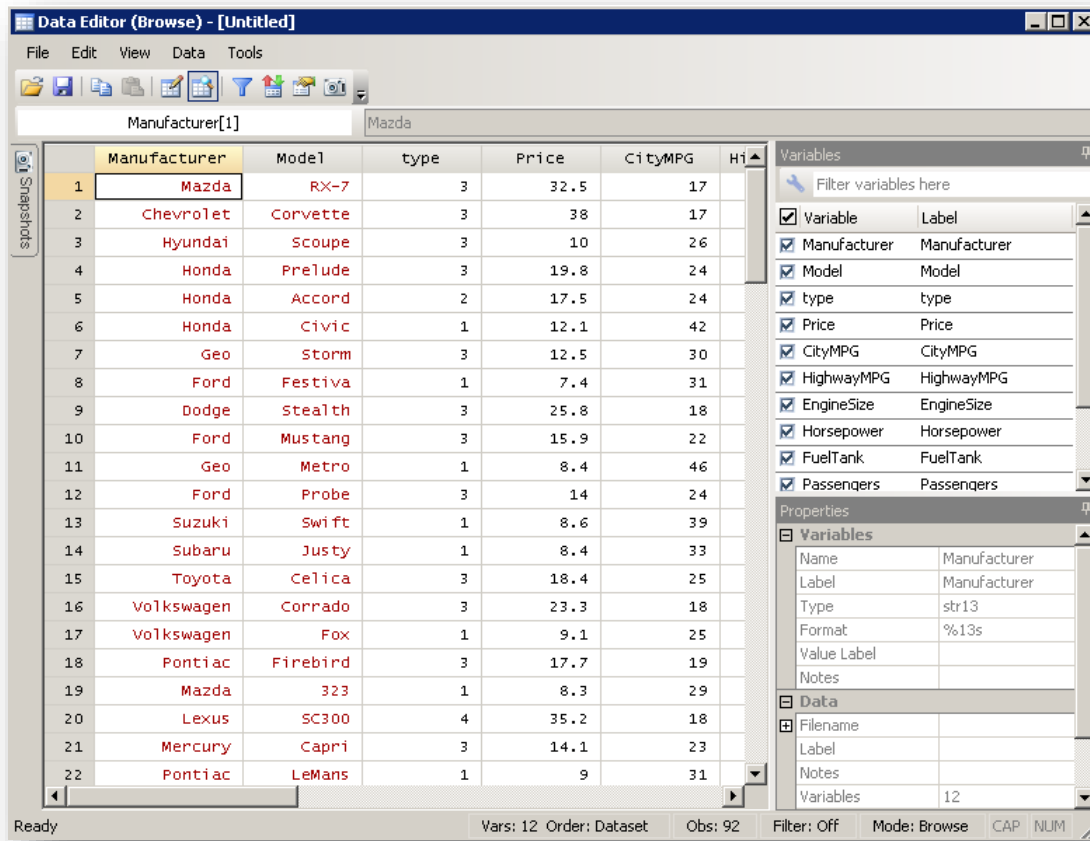 Data Editor (Browse) - [Untitled]
File Edit View Data Tools
Manufacturer[1] Mazda
Snapshots
Manufacturer Model type Price CityMPG Hi
1 Mazda RX-7 3 32.5 17
2 Chevrolet Corvette 3 38 17
3 Hyundai Scoupe 3 10 26
4 Honda Prelude 3 19.8 24
5 Honda Accord 2 17.5 24
6 Honda Civic 1 12.1 42
7 Geo Storm 3 12.5 30
8 Ford Festiva 1 7.4 31
9 Dodge Stealth 3 25.8 18
10 Ford Mustang 3 15.9 22
11 Geo Metro 1 8.4 46
12 Ford Probe 3 14 24
13 Suzuki Swift 1 8.6 39
14 Subaru Justy 1 8.4 33
15 Toyota Celica 3 18.4 25
16 Volkswagen Corrado 3 23.3 18
17 Volkswagen Fox 1 9.1 25
18 Pontiac Firebird 3 17.7 19
19 Mazda 323 1 8.3 29
20 Lexus SC300 4 35.2 18
21 Mercury Capri 3 14.1 23
22 Pontiac LeMans 1 9 31
Variables
Filter variables here
Variable Label
Manufacturer Manufacturer
Model Model
type type
Price Price
CityMPG CityMPG
HighwayMPG HighwayMPG
EngineSize EngineSize
Horsepower Horsepower
FuelTank FuelTank
Passengers Passengers
Properties
Variables
Name Manufacturer
Label Manufacturer
Type str13
Format %13s
Value Label
Notes
Data
Filename
Label
Notes
Variables 12
Ready Vars: 12 Order: Dataset Obs: 92 Filter: Off Mode: Browse CAP NUM